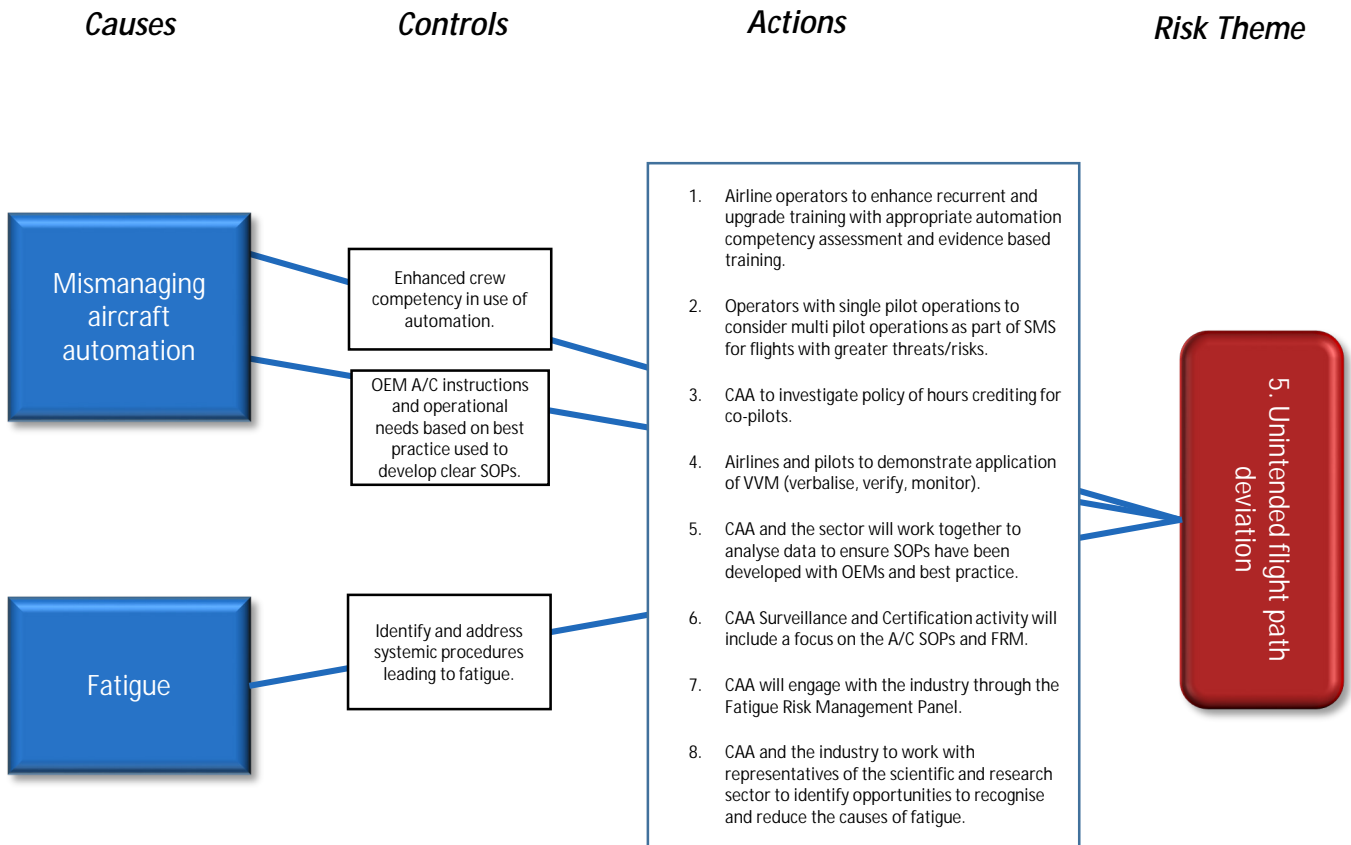 Causes
Controls
Actions
Risk Theme
Mismanaging
aircraft
automation
Fatigue
Enhanced crew
competency in use of
automation.
OEM A/C instructions
and operational
needs based on best
practice used to
develop clear SOPs.
Identify and address
systemic procedures
leading to fatigue.
1. Airline operators to enhance recurrent and
upgrade training with appropriate automation
competency assessment and evidence based
training.
2. Operators with single pilot operations to
consider multi pilot operations as part of SMS
for flights with greater threats/risks.
3. CAA to investigate policy of hours crediting for
co-pilots.
4. Airlines and pilots to demonstrate application
of VVM (verbalise, verify, monitor).
5. CAA and the sector will work together to
analyse data to ensure SOPs have been
developed with OEMs and best practice.
6. CAA Surveillance and Certification activity will
include a focus on the A/C SOPs and FRM.
7. CAA will engage with the industry through the
Fatigue Risk Management Panel.
8. CAA and the industry to work with
representatives of the scientific and research
sector to identify opportunities to recognise
and reduce the causes of fatigue.
5. Unintended flight path
deviation